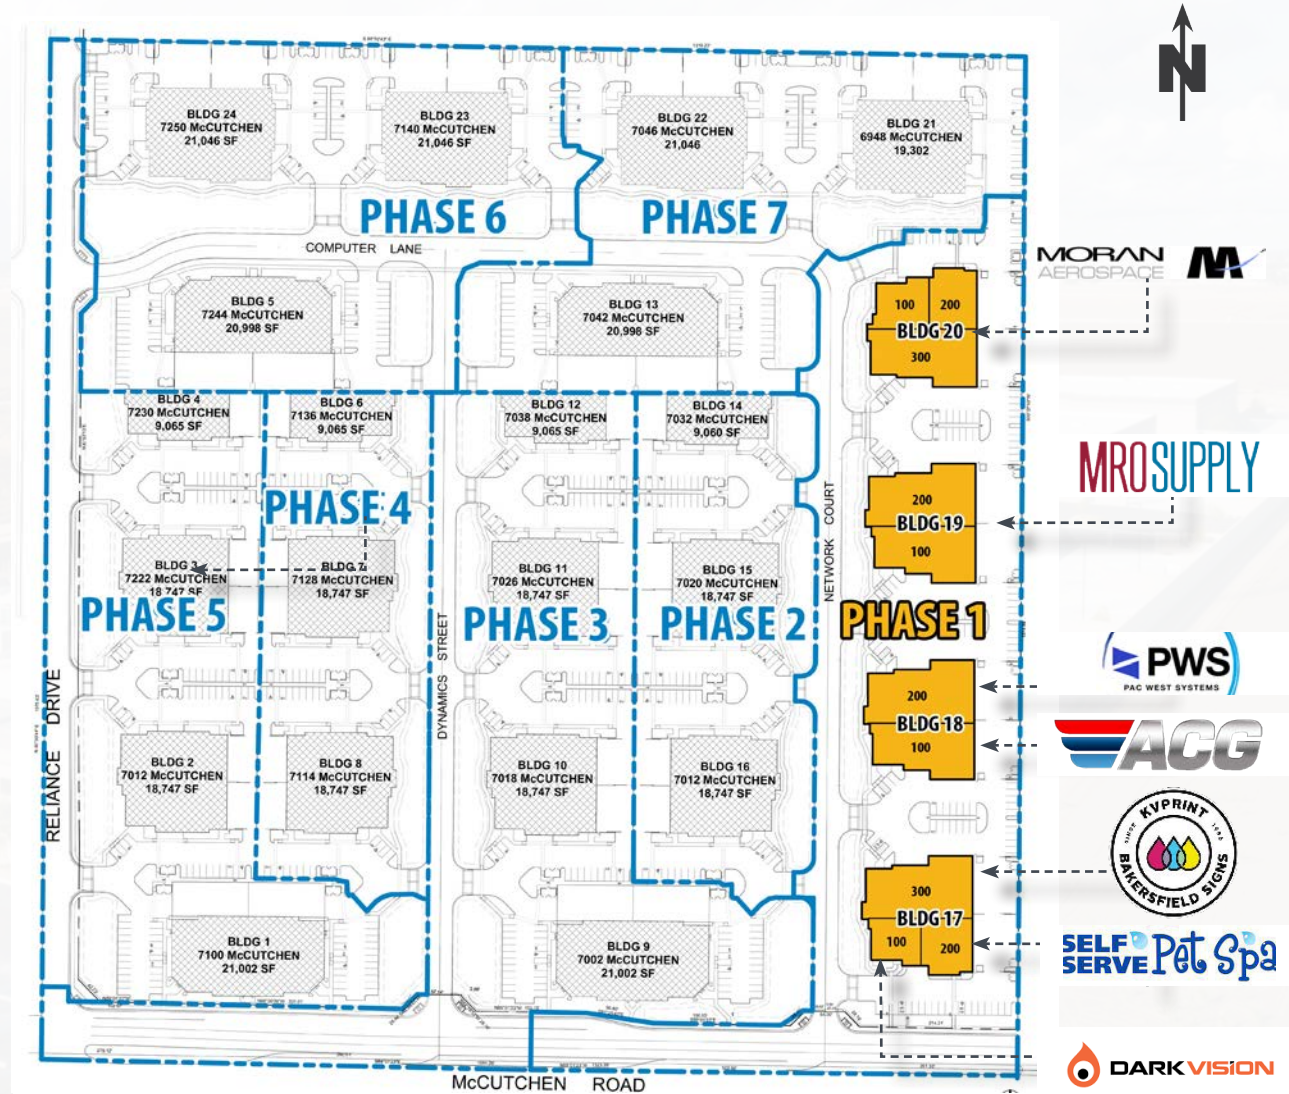 N
BLDG 24
7250 McCUTCHEN
21,046 SF
BLDG 23
7140 McCUTCHEN
21,046 SF
BLDG 22
7046 McCUTCHEN
21,046
BLDG 21
6948 McCUTCHEN
19,302
PHASE 6
PHASE 7
COMPUTER LANE
MORAN
AEROSPACE
MA
BLDG 5
7244 McCUTCHEN
20,998 SF
BLDG 13
7042 McCUTCHEN
20,998 SF
100
200
BLDG 20
300
BLDG 4
7230 McCUTCHEN
9,065 SF
BLDG 6
7136 McCUTCHEN
9,065 SF
BLDG 12
7038 McCUTCHEN
9,065 SF
BLDG 14
7032 McCUTCHEN
9,060 SF
MROSUPPLY
PHASE 4
NETWORK COURT
200
BLDG 19
100
BLDG 3
7222 McCUTCHEN
18,747 SF
BLDG 7
7128 McCUTCHEN
18,747 SF
BLDG 11
7026 McCUTCHEN
18,747 SF
BLDG 15
7020 McCUTCHEN
18,747 SF
PHASE 5
PHASE 3
PHASE 2
PHASE 1
RELIANCE DRIVE
DYNAMICS STREET
PWS
PAC WEST SYSTEMS
200
BLDG 18
100
ACG
BLDG 2
7012 McCUTCHEN
18,747 SF
BLDG 8
7114 McCUTCHEN
18,747 SF
BLDG 10
7018 McCUTCHEN
18,747 SF
BLDG 16
7012 McCUTCHEN
18,747 SF
KVPRINT
SINCE
BAKERSFIELD SIGNS
300
BLDG 17
100
200
BLDG 1
7100 McCUTCHEN
21,002 SF
BLDG 9
7002 McCUTCHEN
21,002 SF
SELF
SERVE Pet Spa
DARKVISION
McCUTCHEN ROAD